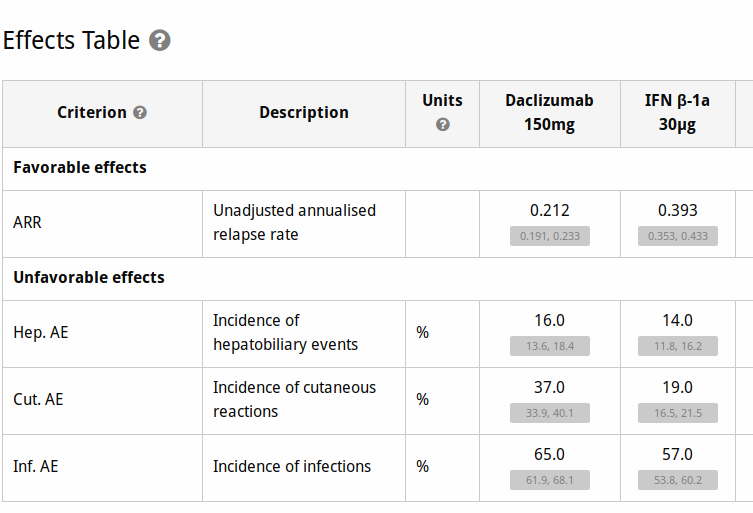 Effects Table ?
Criterion ? Description Units ? Daclizumab 150mg IFN β-1a 30µg
Favorable effects
ARR Unadjusted annualised relapse rate 0.212 0.191, 0.233 0.393 0.353, 0.433
Unfavorable effects
Hep. AE Incidence of hepatobiliary events % 16.0 13.6, 18.4 14.0 11.8, 16.2
Cut. AE Incidence of cutaneous reactions % 37.0 33.9, 40.1 19.0 16.5, 21.5
Inf. AE Incidence of infections % 65.0 61.9, 68.1 57.0 53.8, 60.2